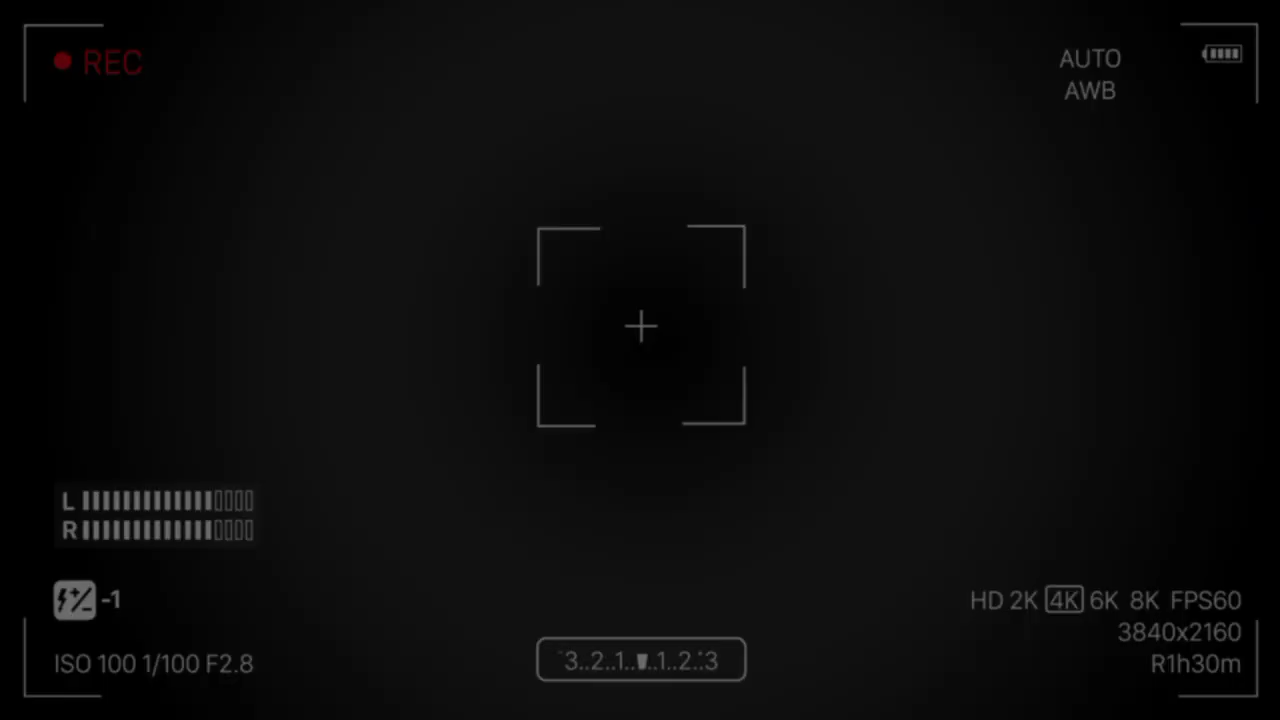 REC
AUTO
AWB
L
R
-1
HD 2K 4K 6K 8K FPS60
3840x2160
ISO 100 1/100 F2.8
3..2..1..▮..1..2..3
R1h30m